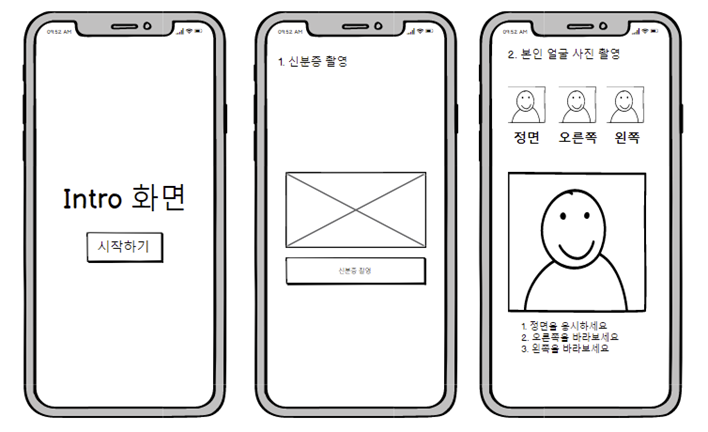 09:52 AM
Intro 화면
시작하기
09:52 AM
1. 신분증 촬영
신분증 촬영
09:52 AM
2. 본인 얼굴 사진 촬영
정면 오른쪽 왼쪽
1. 정면을 응시하세요
2. 오른쪽을 바라보세요
3. 왼쪽을 바라보세요